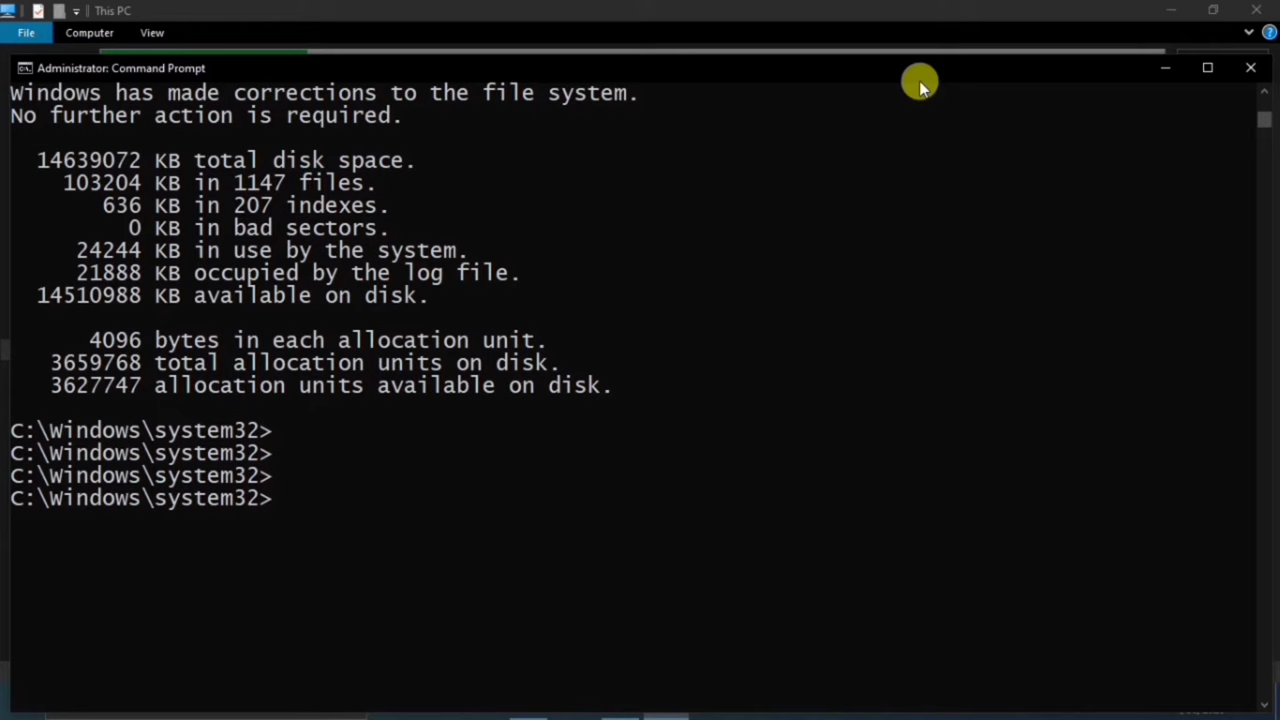 This PC
File Computer View
Administrator: Command Prompt
Windows has made corrections to the file system.
No further action is required.
14639072 KB total disk space.
103204 KB in 1147 files.
636 KB in 207 indexes.
0 KB in bad sectors.
24244 KB in use by the system.
21888 KB occupied by the log file.
14510988 KB available on disk.
4096 bytes in each allocation unit.
3659768 total allocation units on disk.
3627747 allocation units available on disk.
C:\Windows\system32>
C:\Windows\system32>
C:\Windows\system32>
C:\Windows\system32>